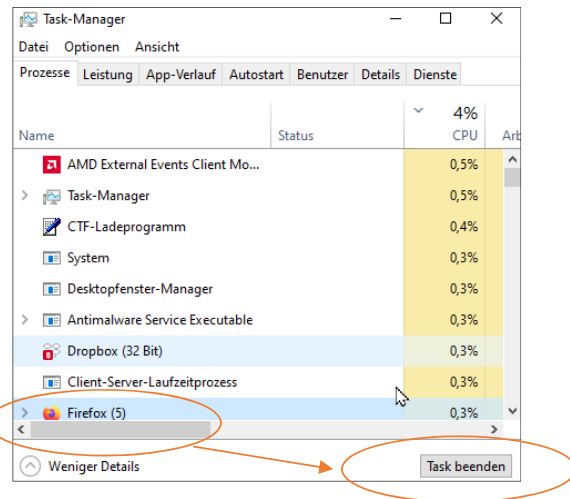 Task-Manager
Datei Optionen Ansicht
Prozesse Leistung App-Verlauf Autostart Benutzer Details Dienste
4%
Name Status CPU Arb
AMD External Events Client Mo... 0,5%
Task-Manager 0,5%
CTF-Ladeprogramm 0,4%
System 0,3%
Desktopfenster-Manager 0,3%
Antimalware Service Executable 0,3%
Dropbox (32 Bit) 0,3%
Client-Server-Laufzeitprozess 0,3%
Firefox (5) 0,3%
Weniger Details Task beenden